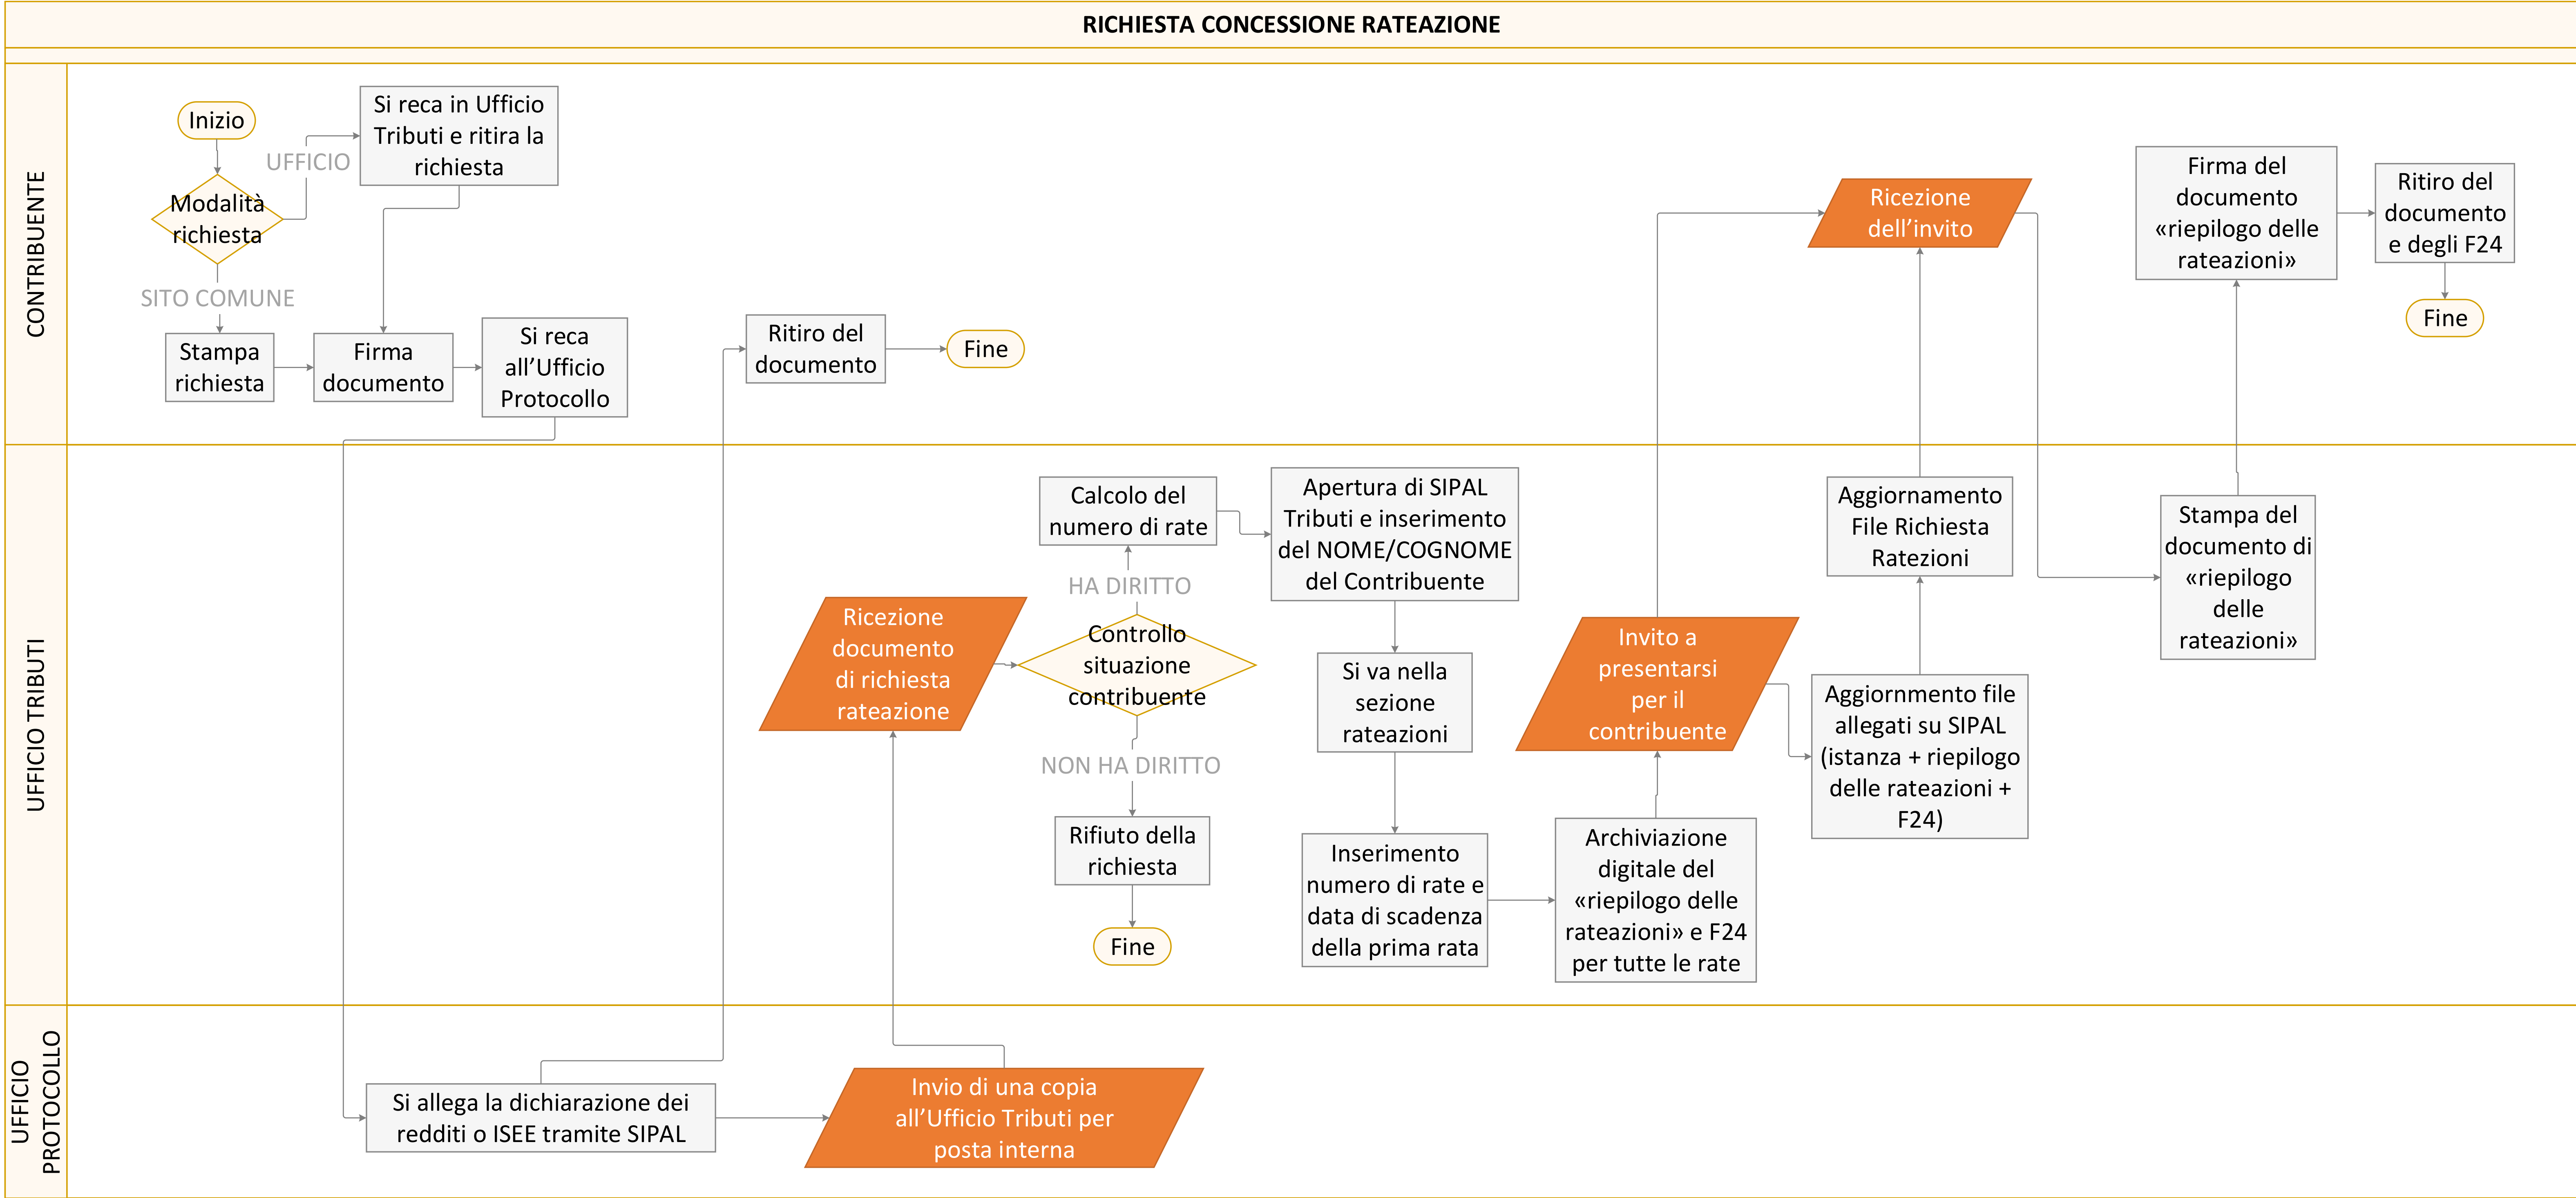 RICHIESTA CONCESSIONE RATEAZIONE
CONTRIBUENTE
Inizio
Modalità
richiesta
UFFICIO
Si reca in Ufficio
Tributi e ritira la
richiesta
SITO COMUNE
Stampa
richiesta
Firma
documento
Si reca
all’Ufficio
Protocollo
Ritiro del
documento
Fine
Ricezione
dell’invito
Firma del
documento
«riepilogo delle
rateazioni»
Ritiro del
documento
e degli F24
Fine
UFFICIO TRIBUTI
Ricezione
documento
di richiesta
rateazione
Controllo
situazione
contribuente
HA DIRITTO
Calcolo del
numero di rate
NON HA DIRITTO
Rifiuto della
richiesta
Fine
Apertura di SIPAL
Tributi e inserimento
del NOME/COGNOME
del Contribuente
Si va nella
sezione
rateazioni
Inserimento
numero di rate e
data di scadenza
della prima rata
Archiviazione
digitale del
«riepilogo delle
rateazioni» e F24
per tutte le rate
Invito a
presentarsi
per il
contribuente
Aggiornmento file
allegati su SIPAL
(istanza + riepilogo
delle rateazioni +
F24)
Aggiornamento
File Richiesta
Ratezioni
Stampa del
documento di
«riepilogo
delle
rateazioni»
UFFICIO
PROTOCOLLO
Si allega la dichiarazione dei
redditi o ISEE tramite SIPAL
Invio di una copia
all’Ufficio Tributi per
posta interna